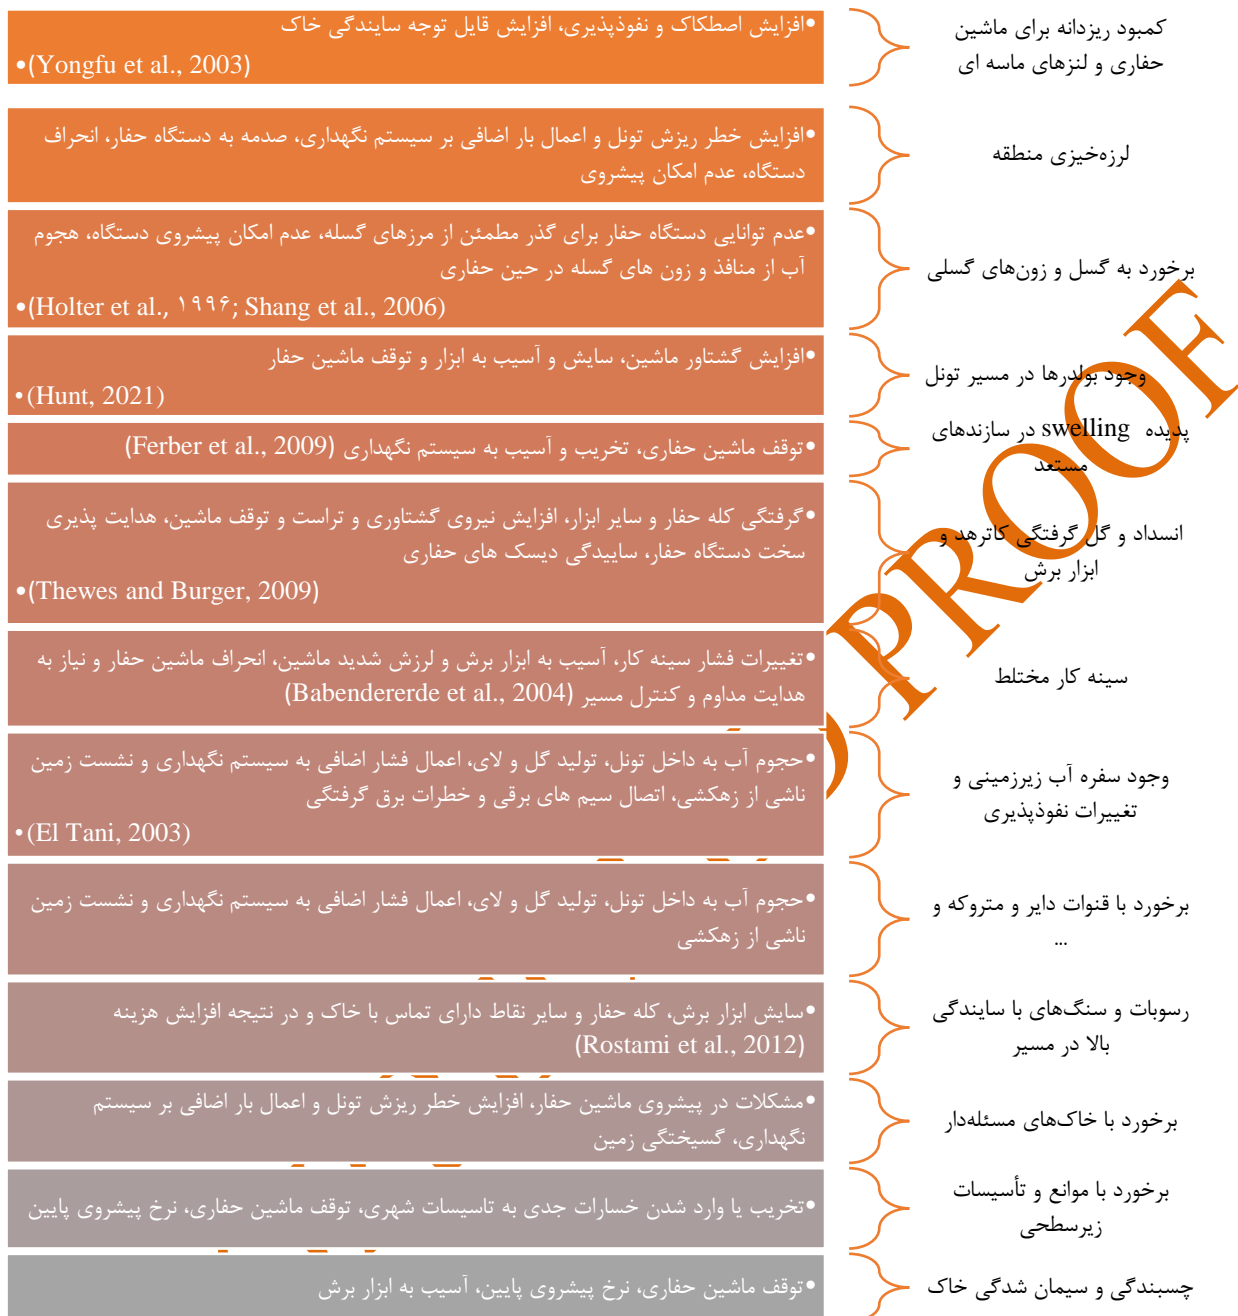 کمبود ریزدانه برای ماشین
حفاری و لنزهای ماسه ای
•افزایش اصطکاک و نفوذپذیری، افزایش قایل توجه سایندگی خاک
•(Yongfu et al., 2003)
لرزه‌خیزی منطقه
•افزایش خطر ریزش تونل و اعمال بار اضافی بر سیستم نگهداری، صدمه به دستگاه حفار، انحراف
دستگاه، عدم امکان پیشروی
برخورد به گسل و زون‌های گسلی
•عدم توانایی دستگاه حفار برای گذر مطمئن از مرزهای گسله، عدم امکان پیشروی دستگاه، هجوم
آب از منافذ و زون های گسله در حین حفاری
•(Holter et al., ۱۹۹۶; Shang et al., 2006)
وجود بولدرها در مسیر تونل
•افزایش گشتاور ماشین، سایش و آسیب به ابزار و توقف ماشین حفار
•(Hunt, 2021)
پدیده swelling در سازندهای
مستعد
•توقف ماشین حفاری، تخریب و آسیب به سیستم نگهداری (Ferber et al., 2009)
انسداد و گل گرفتگی کاترهد و
ابزار برش
•گرفتگی کله حفار و سایر ابزار، افزایش نیروی گشتاوری و تراست و توقف ماشین، هدایت پذیری
سخت دستگاه حفار، ساییدگی دیسک های حفاری
•(Thewes and Burger, 2009)
سینه کار مختلط
•تغییرات فشار سینه کار، آسیب به ابزار برش و لرزش شدید ماشین، انحراف ماشین حفار و نیاز به
هدایت مداوم و کنترل مسیر (Babendererde et al., 2004)
وجود سفره آب زیرزمینی و
تغییرات نفوذپذیری
•حجوم آب به داخل تونل، تولید گل و لای، اعمال فشار اضافی به سیستم نگهداری و نشست زمین
ناشی از زهکشی، اتصال سیم های برقی و خطرات برق گرفتگی
•(El Tani, 2003)
برخورد با قنوات دایر و متروکه و
...
•حجوم آب به داخل تونل، تولید گل و لای، اعمال فشار اضافی به سیستم نگهداری و نشست زمین
ناشی از زهکشی
رسوبات و سنگ‌های با سایندگی
بالا در مسیر
•سایش ابزار برش، کله حفار و سایر نقاط دارای تماس با خاک و در نتیجه افزایش هزینه
(Rostami et al., 2012)
برخورد با خاک‌های مسئله‌دار
•مشکلات در پیشروی ماشین حفار، افزایش خطر ریزش تونل و اعمال بار اضافی بر سیستم
نگهداری، گسیختگی زمین
برخورد با موانع و تأسیسات
زیرسطحی
•تخریب یا وارد شدن خسارات جدی به تاسیسات شهری، توقف ماشین حفاری، نرخ پیشروی پایین
چسبندگی و سیمان شدگی خاک
•توقف ماشین حفاری، نرخ پیشروی پایین، آسیب به ابزار برش
PROOF